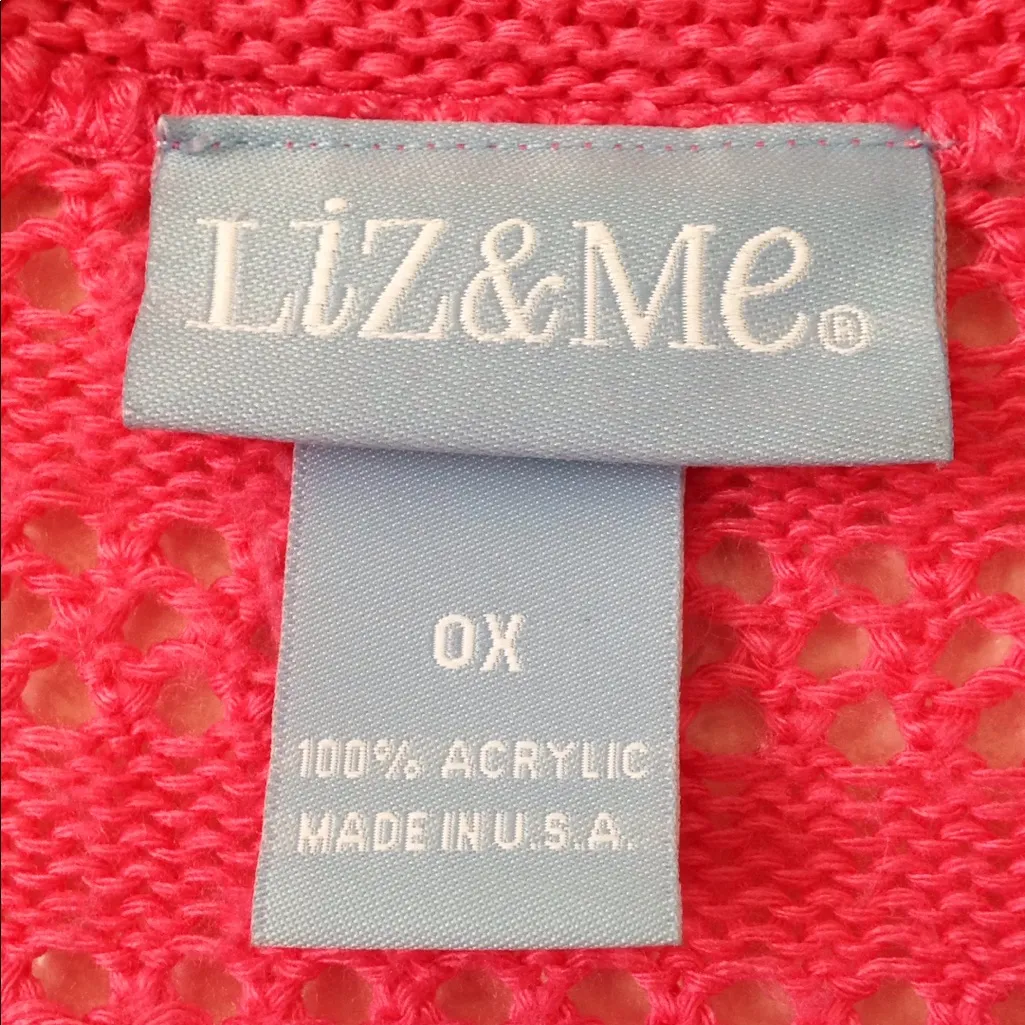 Liz&Me®
0X
100% ACRYLIC
MADE IN U.S.A.